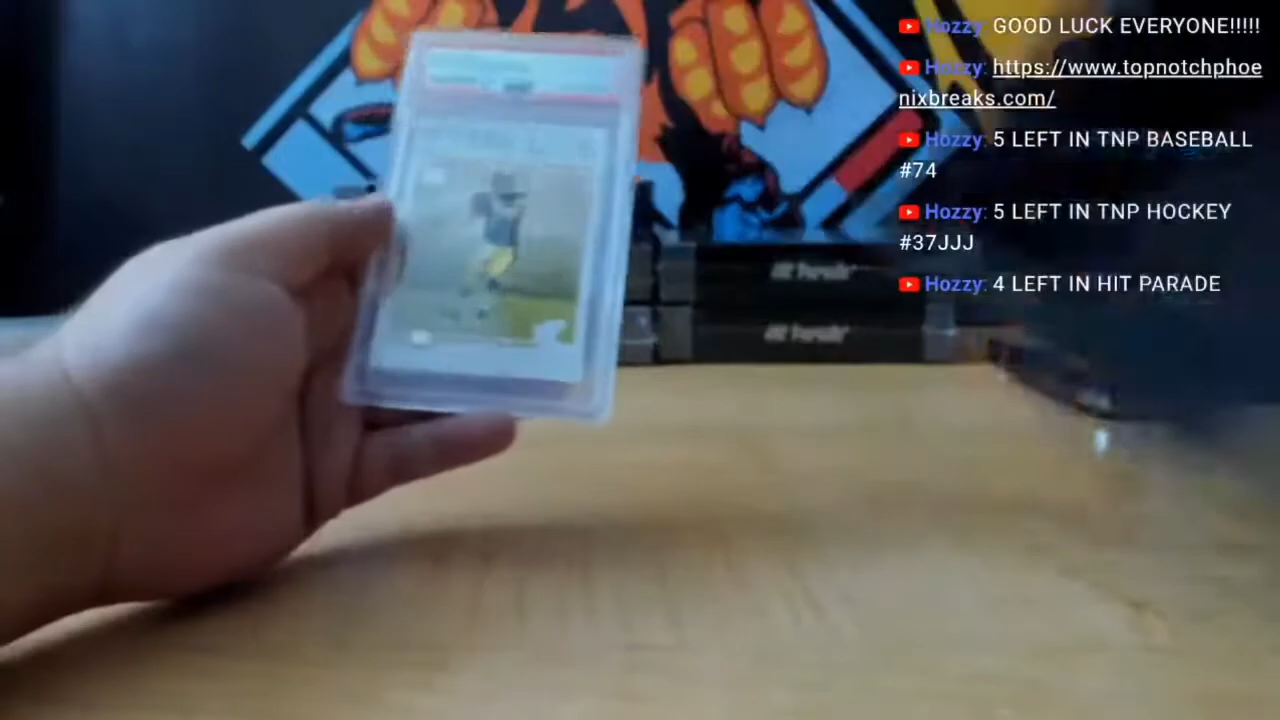 Hozzy: GOOD LUCK EVERYONE!!!!!
Hozzy: https://www.topnotchphoe
nixbreaks.com/
Hozzy: 5 LEFT IN TNP BASEBALL
#74
Hozzy: 5 LEFT IN TNP HOCKEY
#37JJJ
Hozzy: 4 LEFT IN HIT PARADE